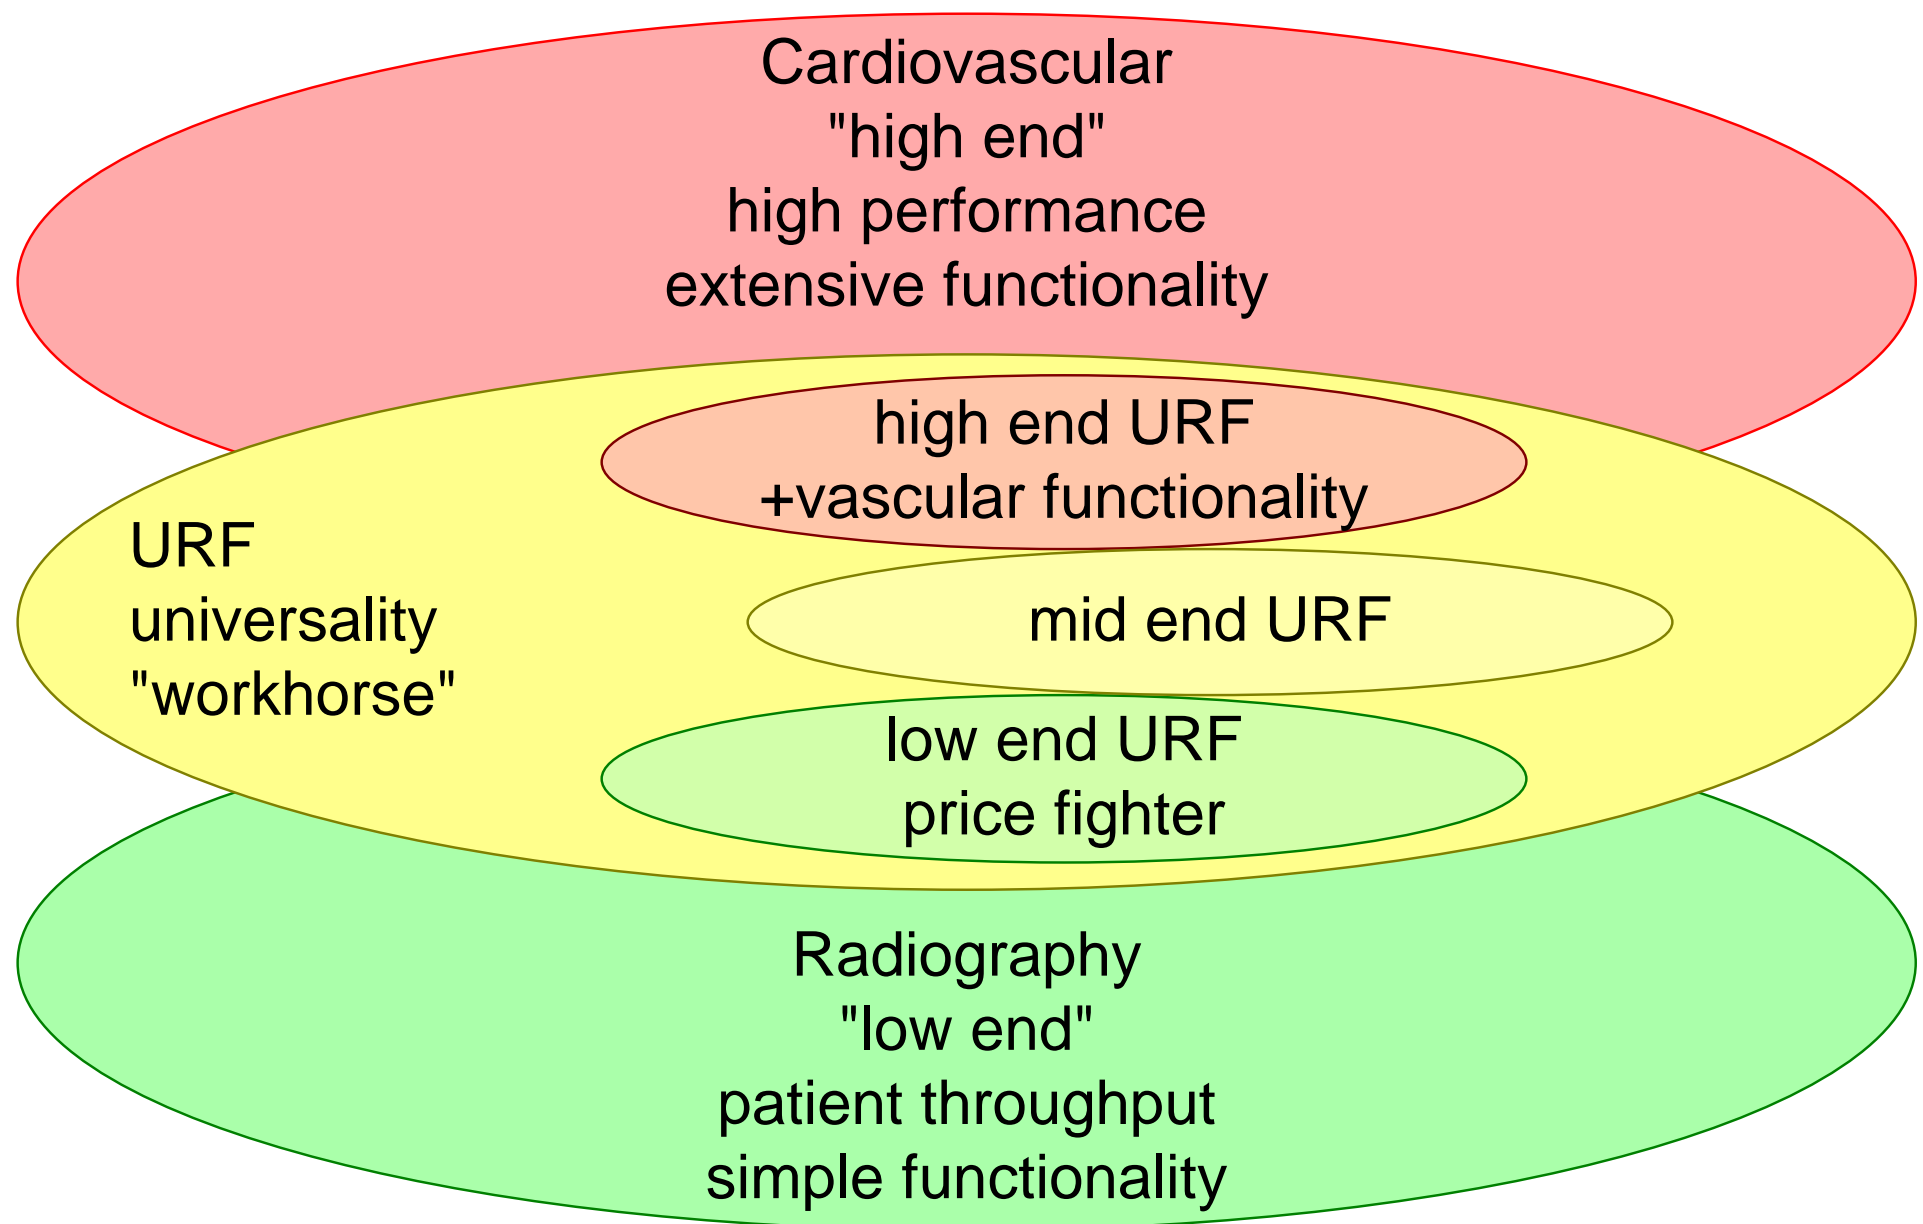 Cardiovascular
"high end"
high performance
extensive functionality
high end URF
+vascular functionality
URF
universality
"workhorse"
mid end URF
low end URF
price fighter
Radiography
"low end"
patient throughput
simple functionality